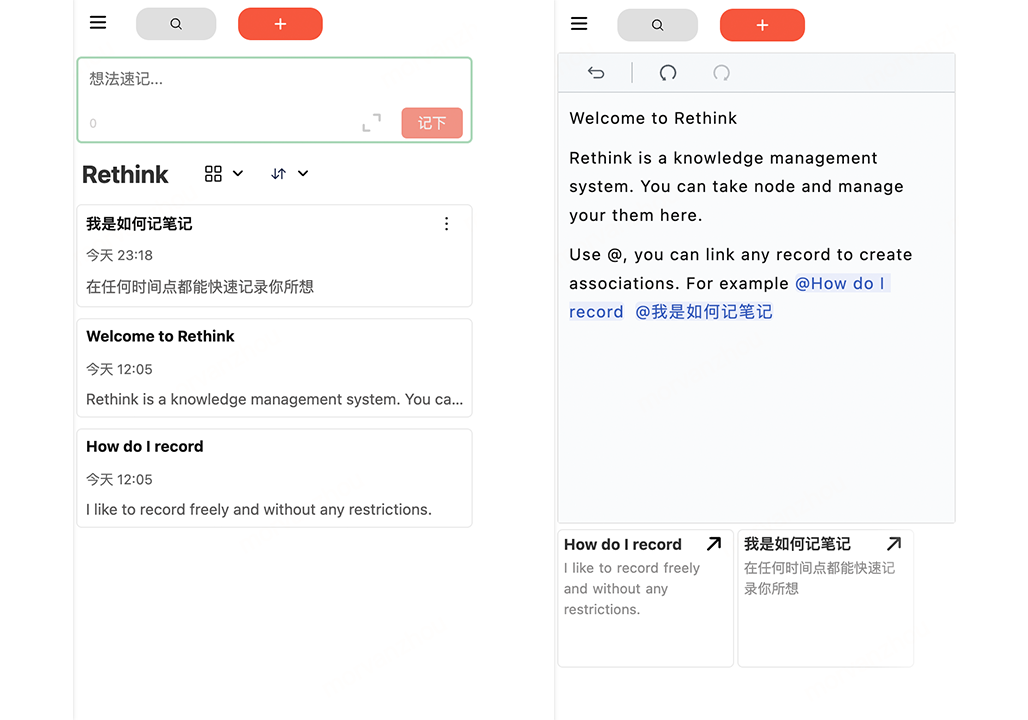 想法速记...
0
记下
Rethink
我是如何记笔记
今天 23:18
在任何时间点都能快速记录你所想
Welcome to Rethink
今天 12:05
Rethink is a knowledge management system. You ca...
How do I record
今天 12:05
I like to record freely and without any restrictions.
Welcome to Rethink
Rethink is a knowledge management
system. You can take node and manage
your them here.
Use @, you can link any record to create
associations. For example @How do I
record @我是如何记笔记
How do I record
I like to record freely
and without any
restrictions.
我是如何记笔记
在任何时间点都能快速记
录你所想